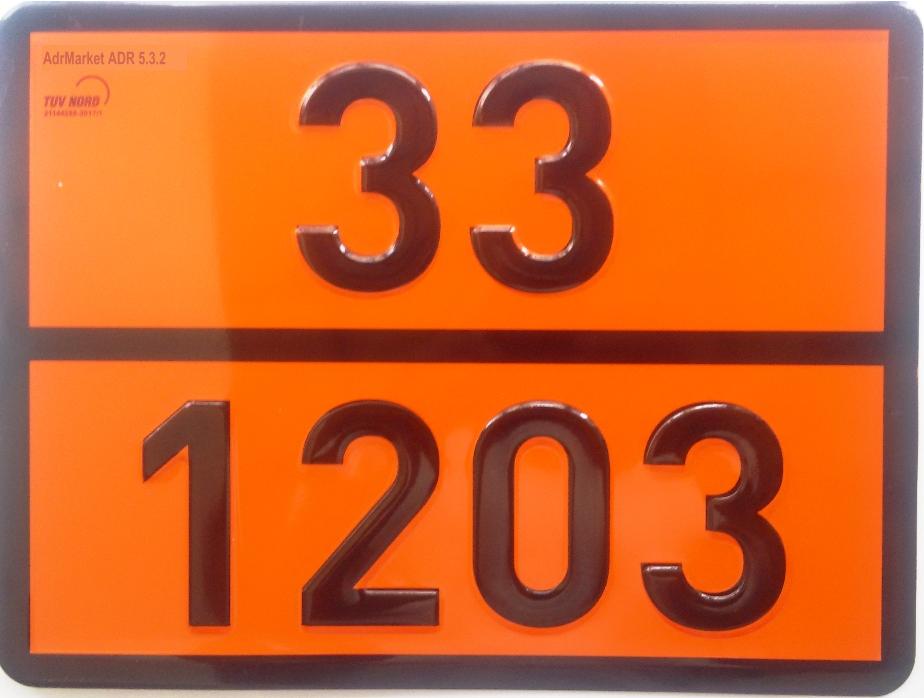 AdrMarket ADR 5.3.2
TÜV NORD
33
1203